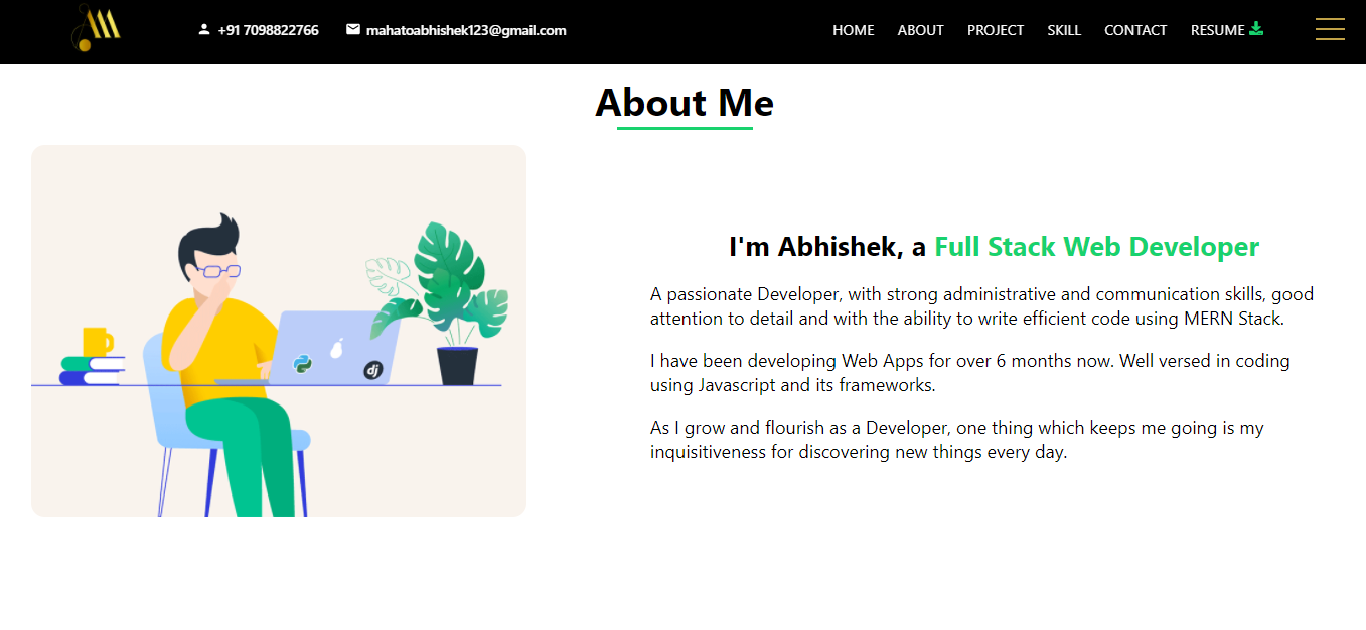 +91 7098822766 mahatoabhishek123@gmail.com HOME ABOUT PROJECT SKILL CONTACT RESUME
About Me
I'm Abhishek, a Full Stack Web Developer
A passionate Developer, with strong administrative and communication skills, good
attention to detail and with the ability to write efficient code using MERN Stack.
I have been developing Web Apps for over 6 months now. Well versed in coding
using Javascript and its frameworks.
As I grow and flourish as a Developer, one thing which keeps me going is my
inquisitiveness for discovering new things every day.
dj